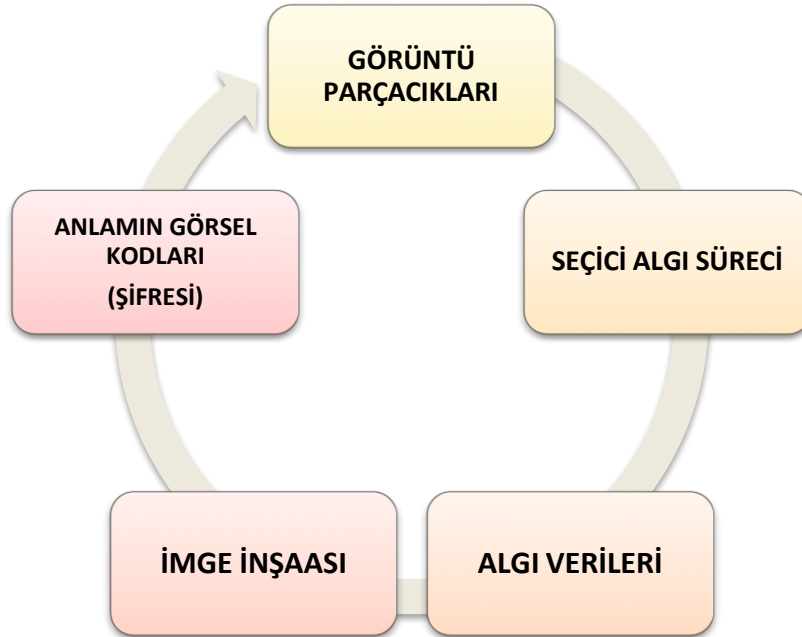 GÖRÜNTÜ
PARÇACIKLARI
SEÇİCİ ALGI SÜRECİ
ALGI VERİLERİ
İMGE İNŞAASI
ANLAMIN GÖRSEL
KODLARI
(ŞİFRESİ)